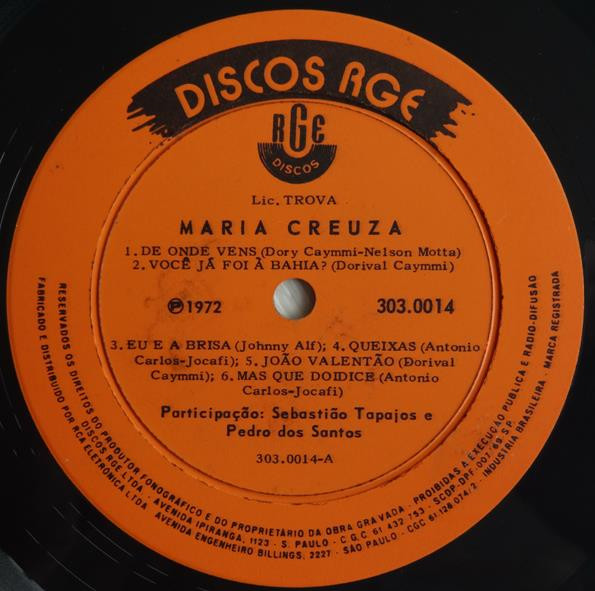 DISCOS RGE
RGE
DISCOS
Lic. TROVA
MARIA CREUZA
1. DE ONDE VENS (Dory Caymmi-Nelson Motta)
2. VOCÊ JÁ FOI À BAHIA? (Dorival Caymmi)
℗1972 303.0014
3. EU E A BRISA (Johnny Alf); 4. QUEIXAS (Antonio
Carlos-Jocafi); 5. JOÃO VALENTÃO (Dorival
Caymmi); 6. MAS QUE DOIDICE (Antonio
Carlos-Jocafi)
Participação: Sebastião Tapajos e
Pedro dos Santos
303.0014-A
RESERVADOS OS DIREITOS DO PRODUTOR FONOGRÁFICO E DO PROPRIETÁRIO DA OBRA GRAVADA - PROIBIDAS A EXECUÇÃO PÚBLICA E RADIO-DIFUSÃO
FABRICADO E DISTRIBUIDO POR RCA ELETRÔNICA LTDA - AVENIDA ENGENHEIRO BILLINGS, 2227 - SÃO PAULO - CGC 61.128.074/2 - INDÚSTRIA BRASILEIRA - MARCA REGISTRADA
DISCOS RGE LTDA - AVENIDA IPIRANGA, 1123 - S. PAULO - C G C 61 432 753 - SCDP-DPF-007/69 SP.